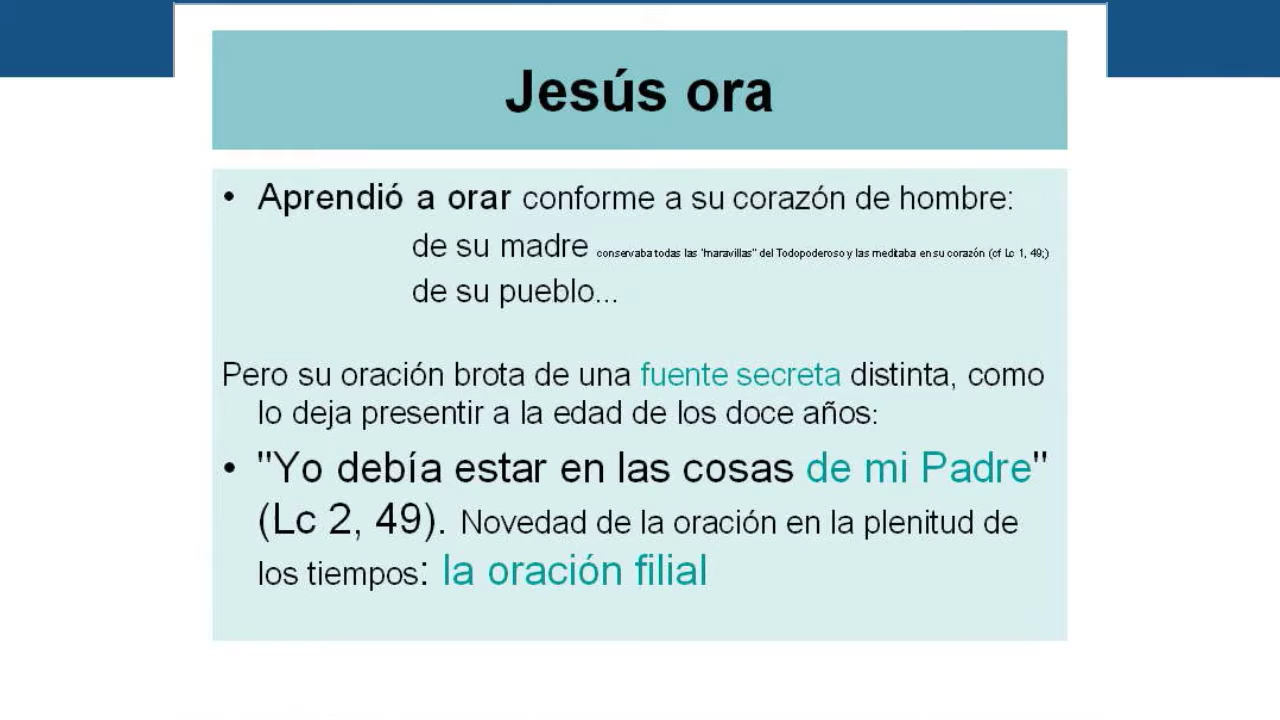 Jesús ora
• Aprendió a orar conforme a su corazón de hombre:
de su madre conservaba todas las "maravillas" del Todopoderoso y las meditaba en su corazón (cf Lc 1, 49;)
de su pueblo...
Pero su oración brota de una fuente secreta distinta, como
lo deja presentir a la edad de los doce años:
• "Yo debía estar en las cosas de mi Padre"
(Lc 2, 49). Novedad de la oración en la plenitud de
los tiempos: la oración filial